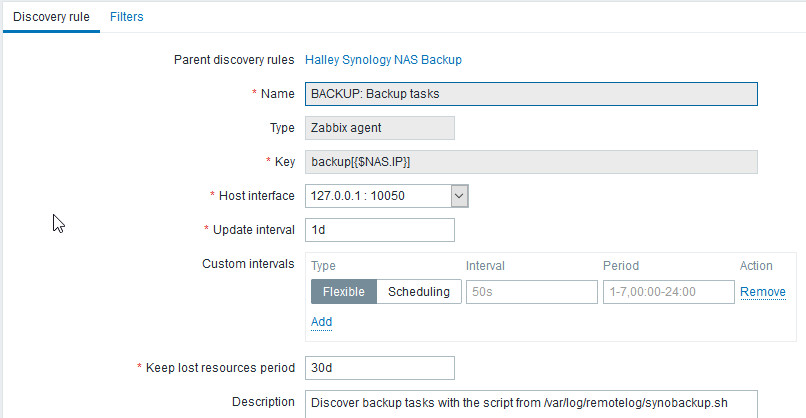 Discovery rule Filters
Parent discovery rules Halley Synology NAS Backup
* Name BACKUP: Backup tasks
Type Zabbix agent
* Key backup[{$NAS.IP}]
* Host interface 127.0.0.1 : 10050
* Update interval 1d
Custom intervals Type Interval Period Action
Flexible Scheduling 50s 1-7,00:00-24:00 Remove
Add
* Keep lost resources period 30d
Description Discover backup tasks with the script from /var/log/remotelog/synobackup.sh